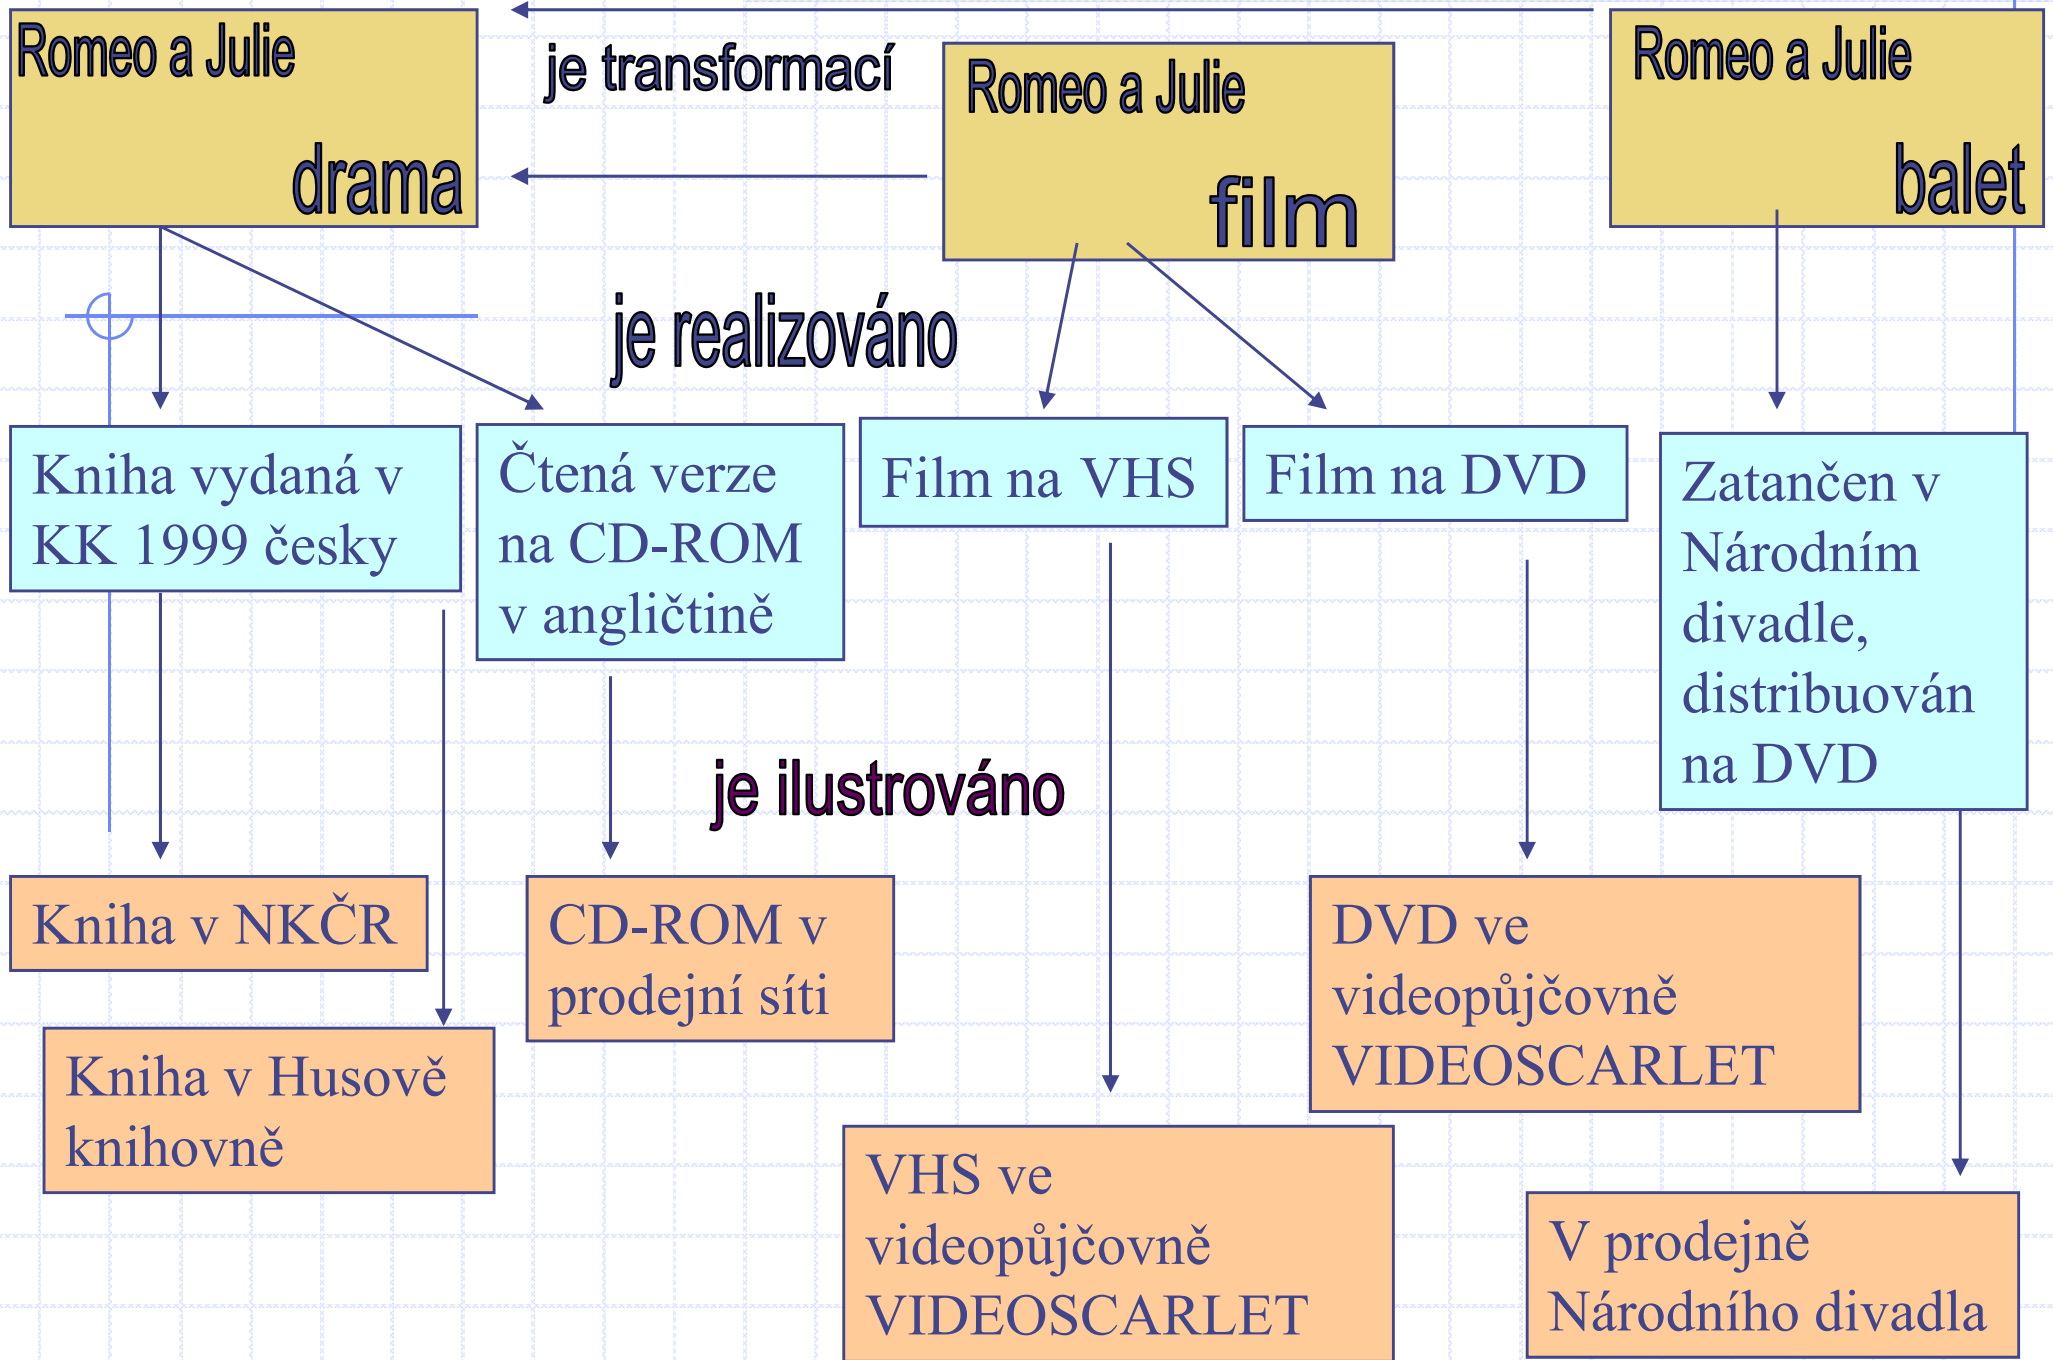 Romeo a Julie
drama
je transformací
Romeo a Julie
film
Romeo a Julie
balet
je realizováno
Kniha vydaná v
KK 1999 česky
Čtená verze
na CD-ROM
v angličtině
Film na VHS
Film na DVD
Zatančen v
Národním
divadle,
distribuován
na DVD
je ilustrováno
Kniha v NKČR
Kniha v Husově
knihovně
CD-ROM v
prodejní síti
VHS ve
videopůjčovně
VIDEOSCARLET
DVD ve
videopůjčovně
VIDEOSCARLET
V prodejně
Národního divadla